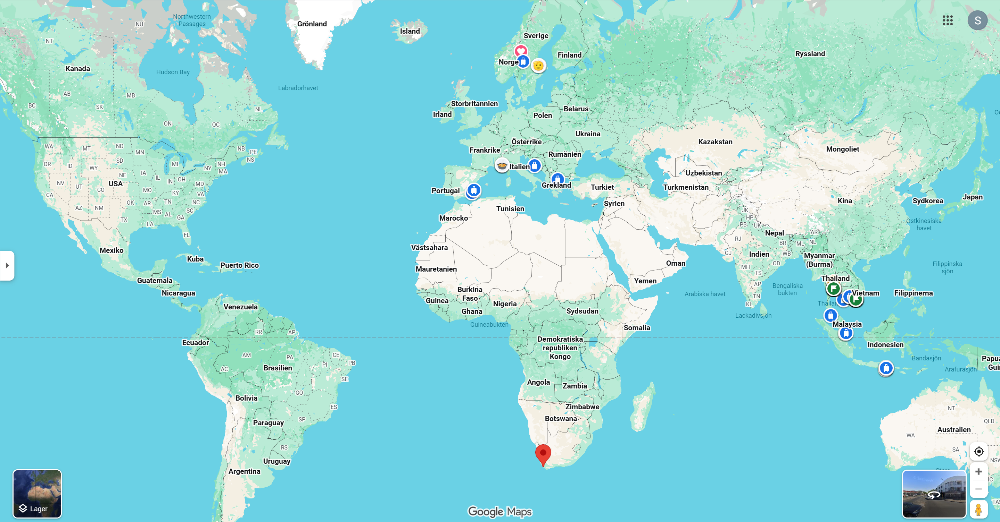 Northwestern
Passages
NU
Grönland
Island
S
Sverige
NT
Ryssland
Finland
Norge
Kanada
Hudson Bay
Labradorhavet
AB
MB
BC
SK
NL
Storbritannien
Belarus
Irland
Polen
ON
QC
Ukraina
Österrike
Kazakstan
WA
MT
ND
MN
NB
PE
NS
Frankrike
Rumänien
Mongoliet
OR
ID
SD
WY
MI
NH
NY
MA
Italien
Uzbekistan
IA
NE
IL
IN
OH
NV
UT
CO
USA
MD
Grekland
Turkiet
Turkmenistan
CA
MO
KY
VA
Portugal
Japan
OK
AR
TN
NC
Syrien
Kina
Sydkorea
AZ
NM
MS
AL
SC
GA
Tunisien
JK
HP
TX
LA
Marocko
PB
UK
Östkinesiska
havet
FL
Nepal
AR
RJ
BR
ML
NL
Mexiko
Västsahara
GJ
Indien
WB
Myanmar
(Burma)
Kuba
Puerto Rico
Mauretanien
Oman
MH
OD
Filippinska
sjön
TS
Guatemala
Yemen
Thailand
Nicaragua
Burkina
Faso
AP
Bengaliska
bukten
Vietnam
Filippinerna
Arabiska havet
TN
Guinea
Nigeria
KL
Thailan
Venezuela
Ghana
Sydsudan
Lackadivsjön
Guineabukten
Malaysia
RR
AP
Somalia
Ecuador
Demokratiska
republiken
Kongo
Indonesien
AM
PA
CE
PI
PB
Bandasjön
Papua
Gui
AC
Brasilien
SE
Arafurasjön
Angola
Zambia
GO
Bolivia
ES
Zimbabwe
NT
Paraguay
SP
Botswana
QLD
Australien
WA
RS
SA
Uruguay
NSW
Argentina
IC
TAS
Lager
Google Maps